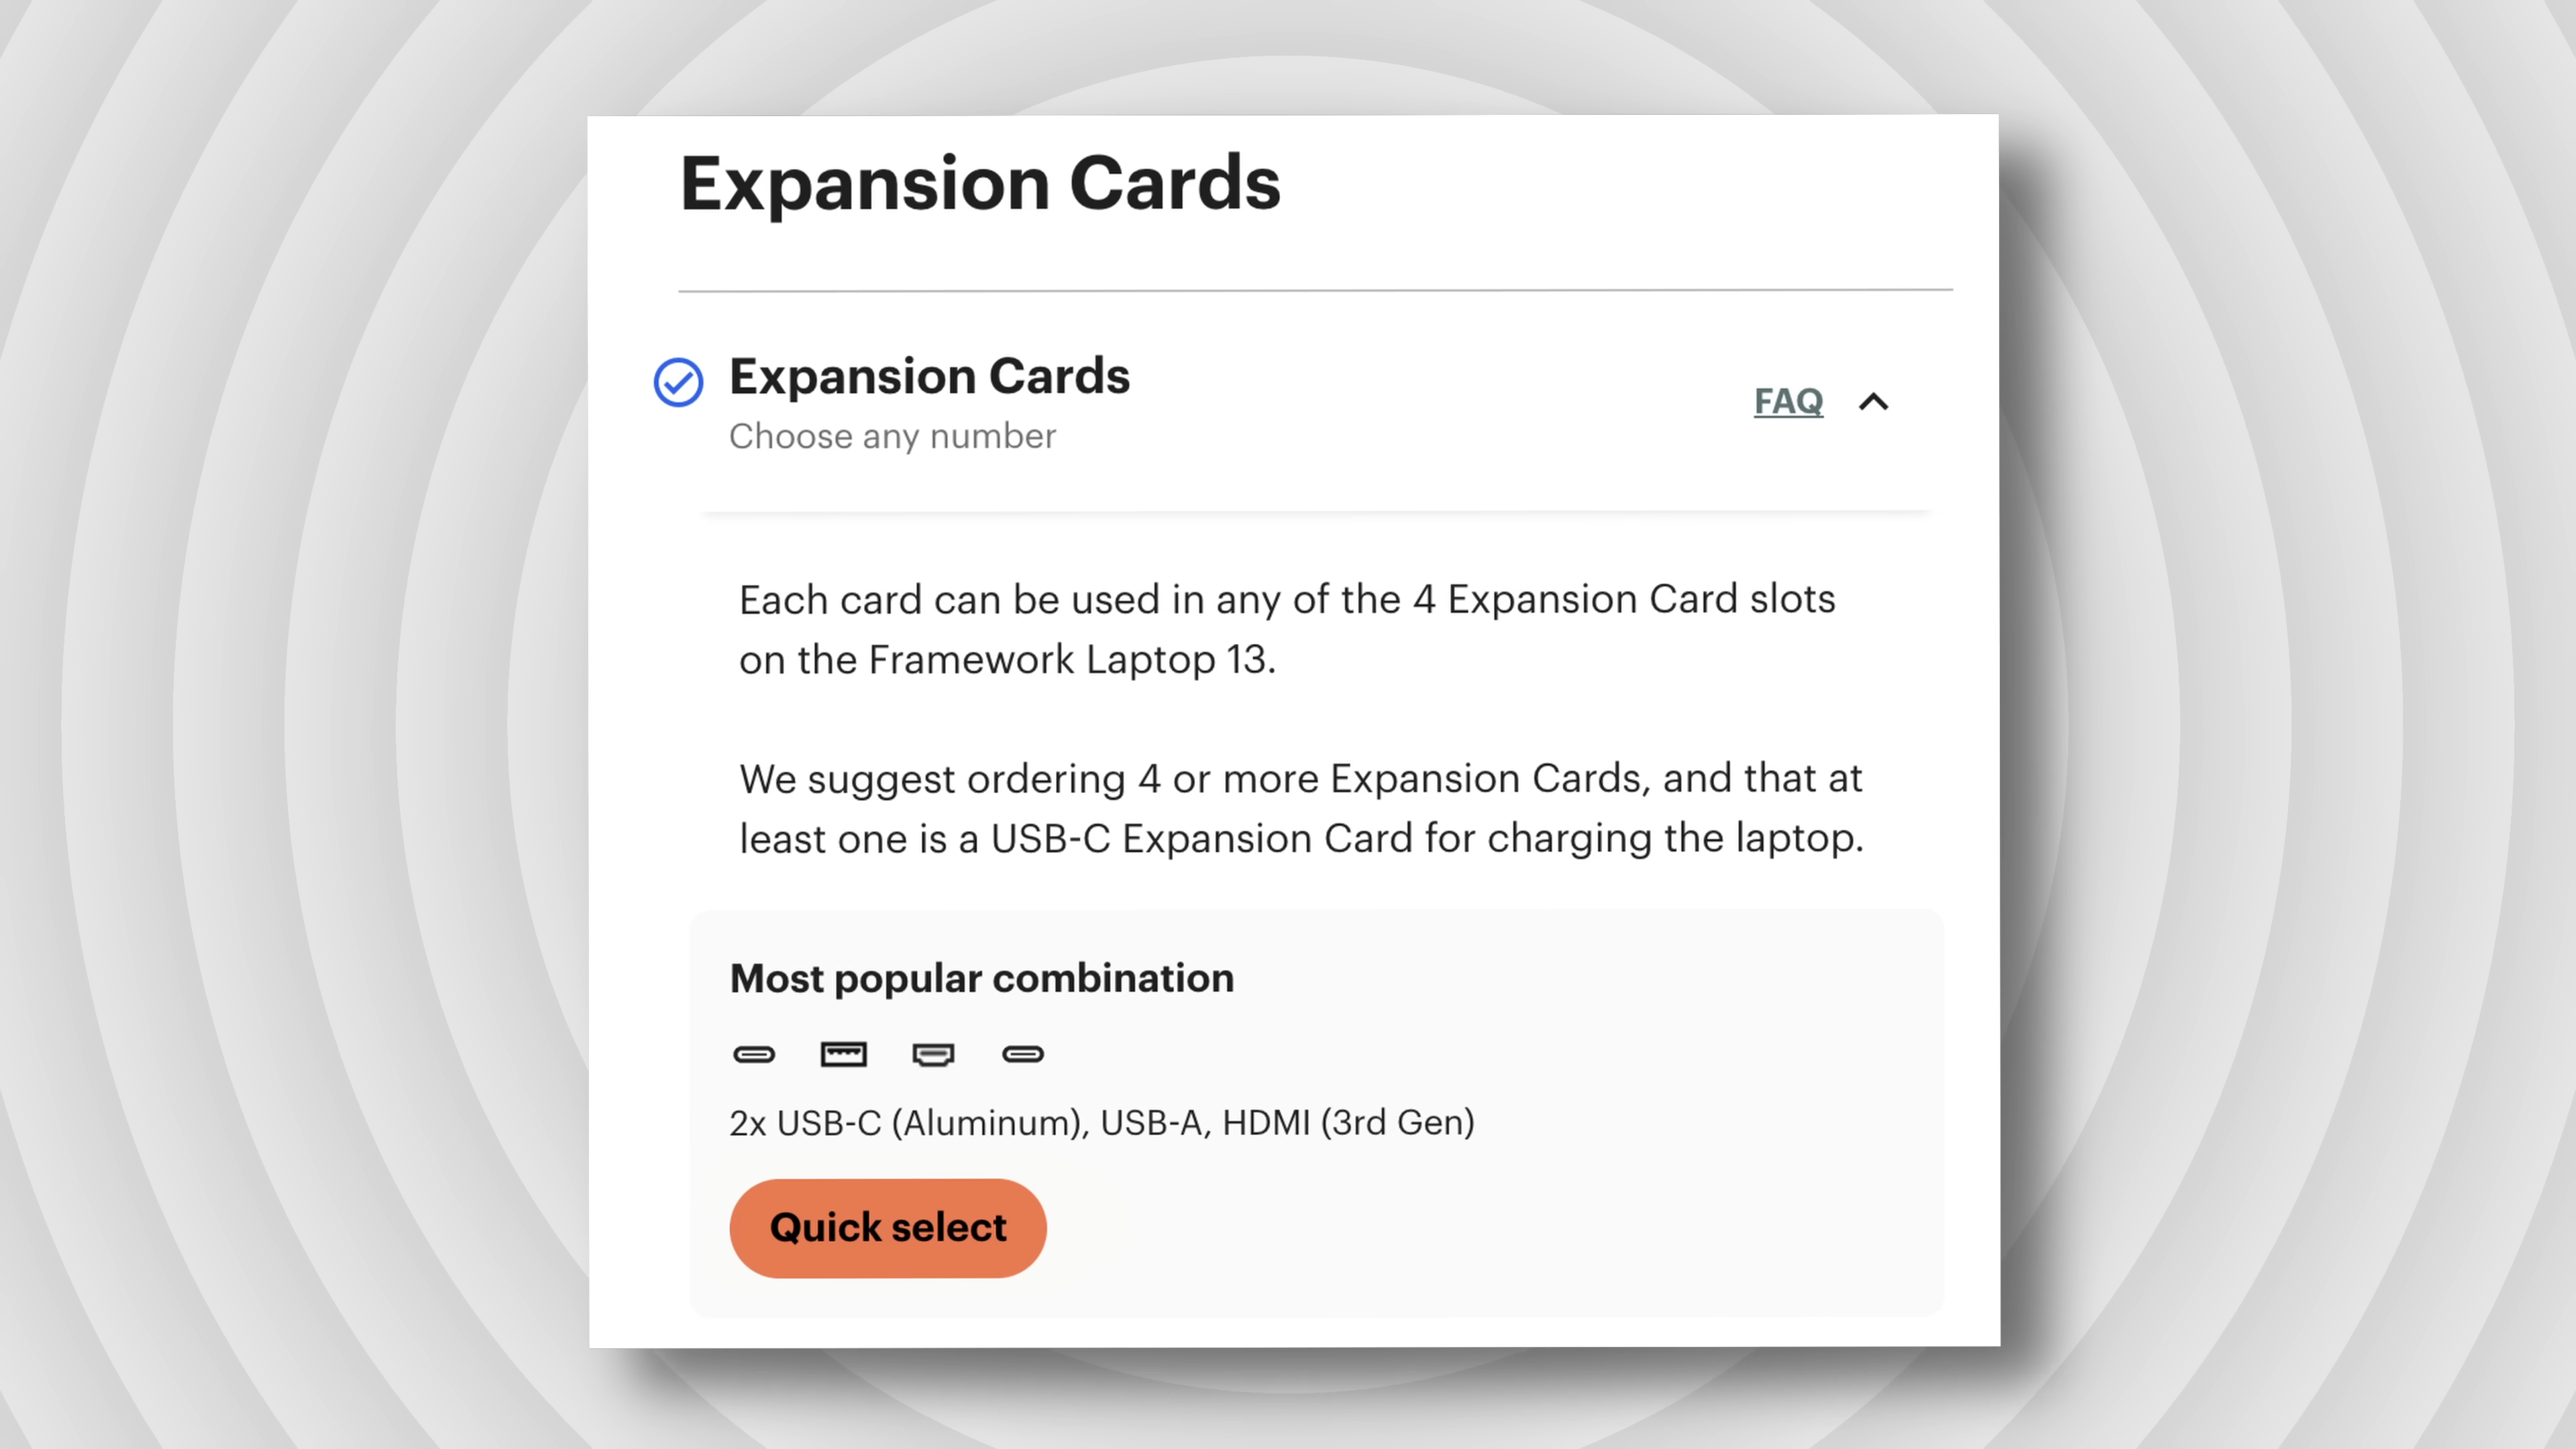 Expansion Cards
Expansion Cards
FAQ
Choose any number
Each card can be used in any of the 4 Expansion Card slots
on the Framework Laptop 13.
We suggest ordering 4 or more Expansion Cards, and that at
least one is a USB-C Expansion Card for charging the laptop.
Most popular combination
2x USB-C (Aluminum), USB-A, HDMI (3rd Gen)
Quick select